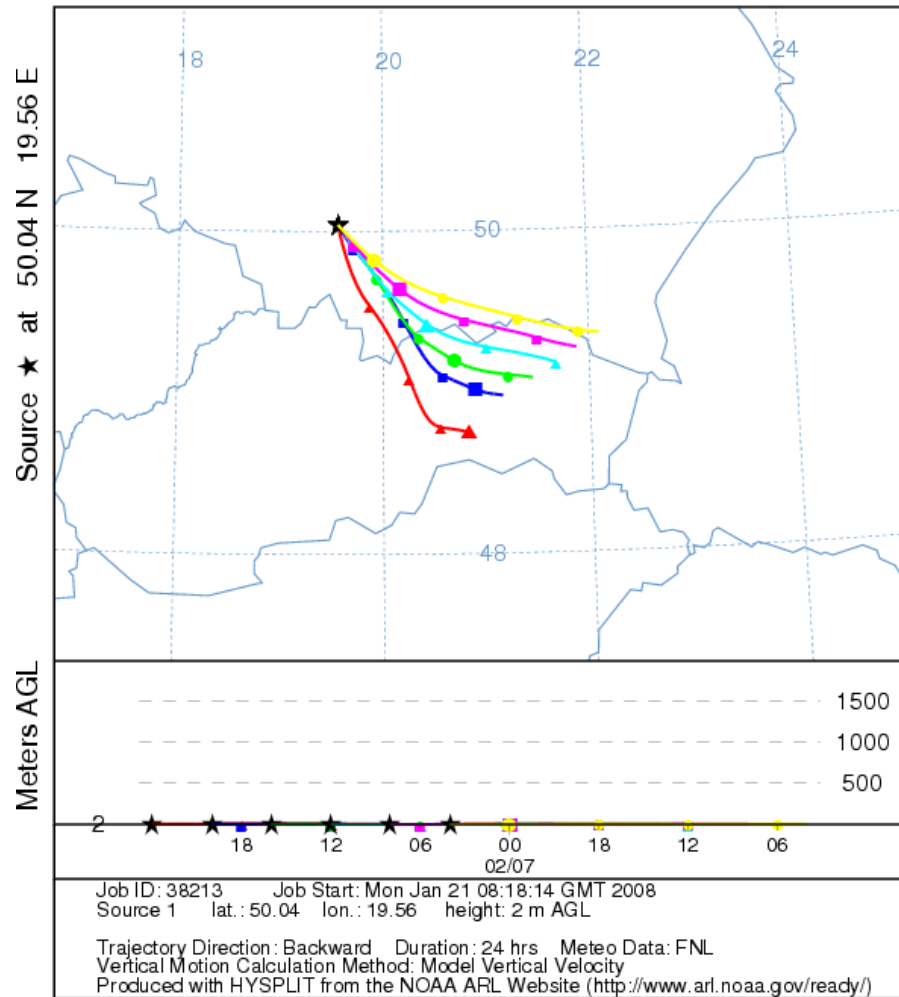 Source ★ at 50.04 N 19.56 E
18
20
22
24
50
48
Meters AGL
1500
1000
500
2
18
12
06
00
18
12
06
02/07
Job ID: 38213 Job Start: Mon Jan 21 08:18:14 GMT 2008
Source 1 lat.: 50.04 lon.: 19.56 height: 2 m AGL
Trajectory Direction: Backward Duration: 24 hrs Meteo Data: FNL
Vertical Motion Calculation Method: Model Vertical Velocity
Produced with HYSPLIT from the NOAA ARL Website (http://www.arl.noaa.gov/ready/)